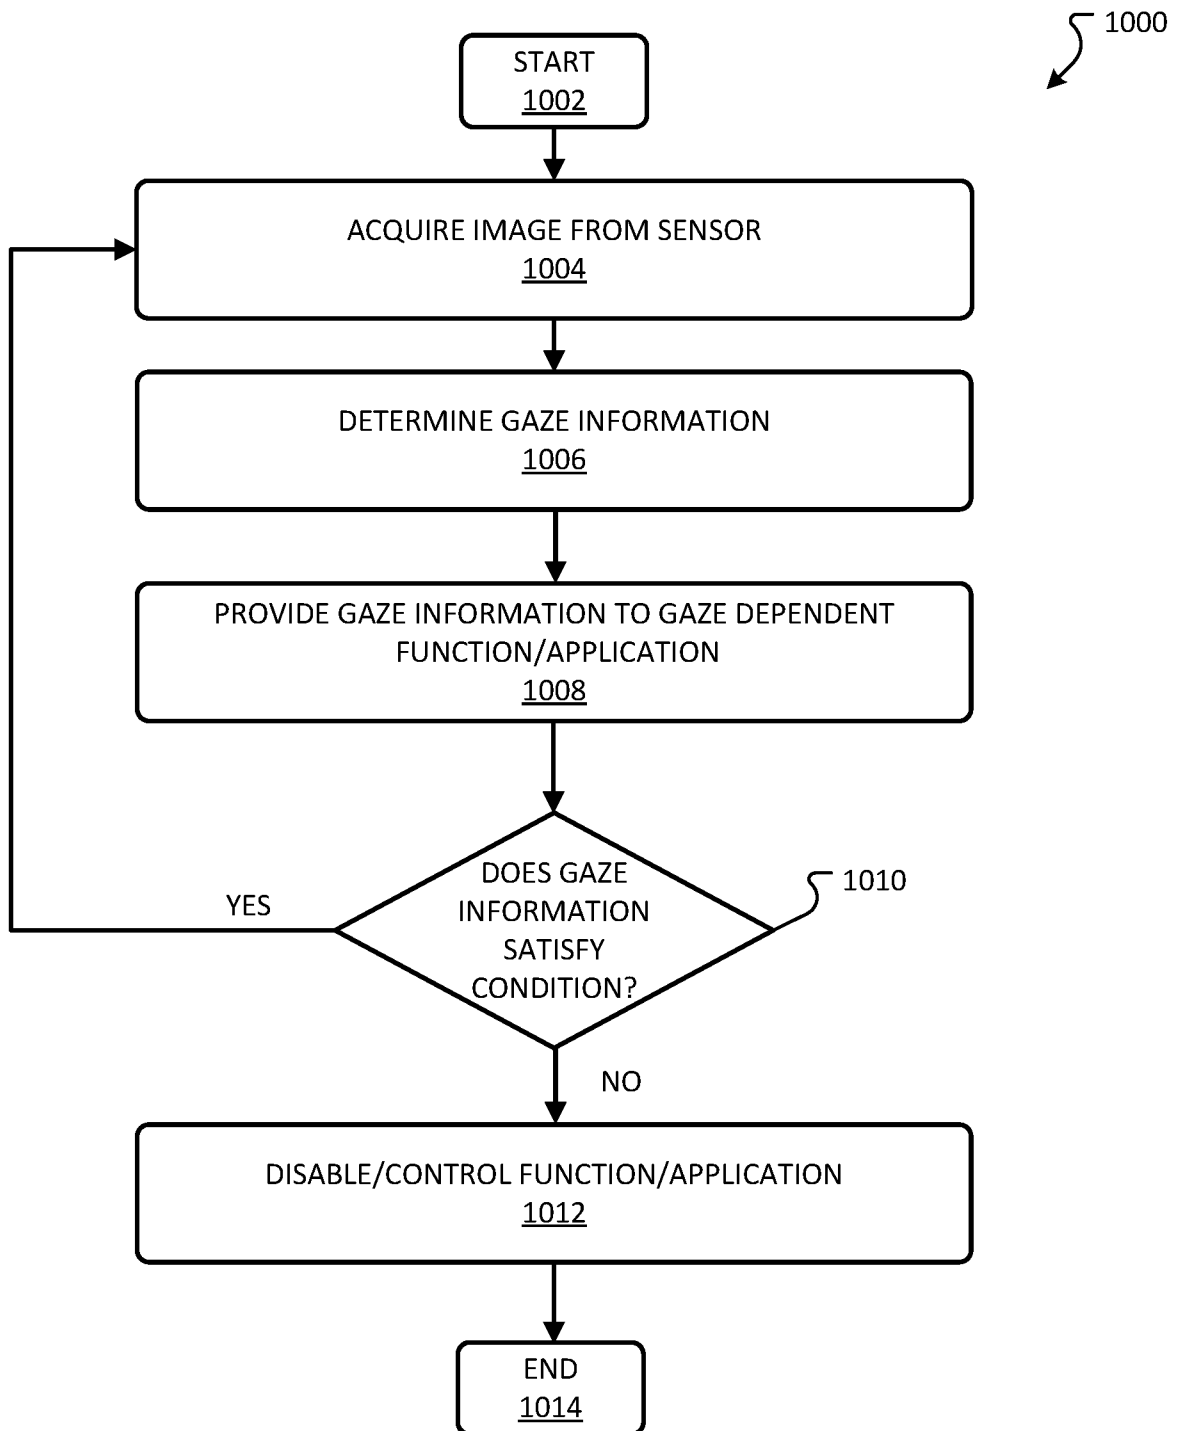 1000
START
1002
ACQUIRE IMAGE FROM SENSOR
1004
DETERMINE GAZE INFORMATION
1006
PROVIDE GAZE INFORMATION TO GAZE DEPENDENT
FUNCTION/APPLICATION
1008
DOES GAZE
INFORMATION
SATISFY
CONDITION?
1010
YES
NO
DISABLE/CONTROL FUNCTION/APPLICATION
1012
END
1014